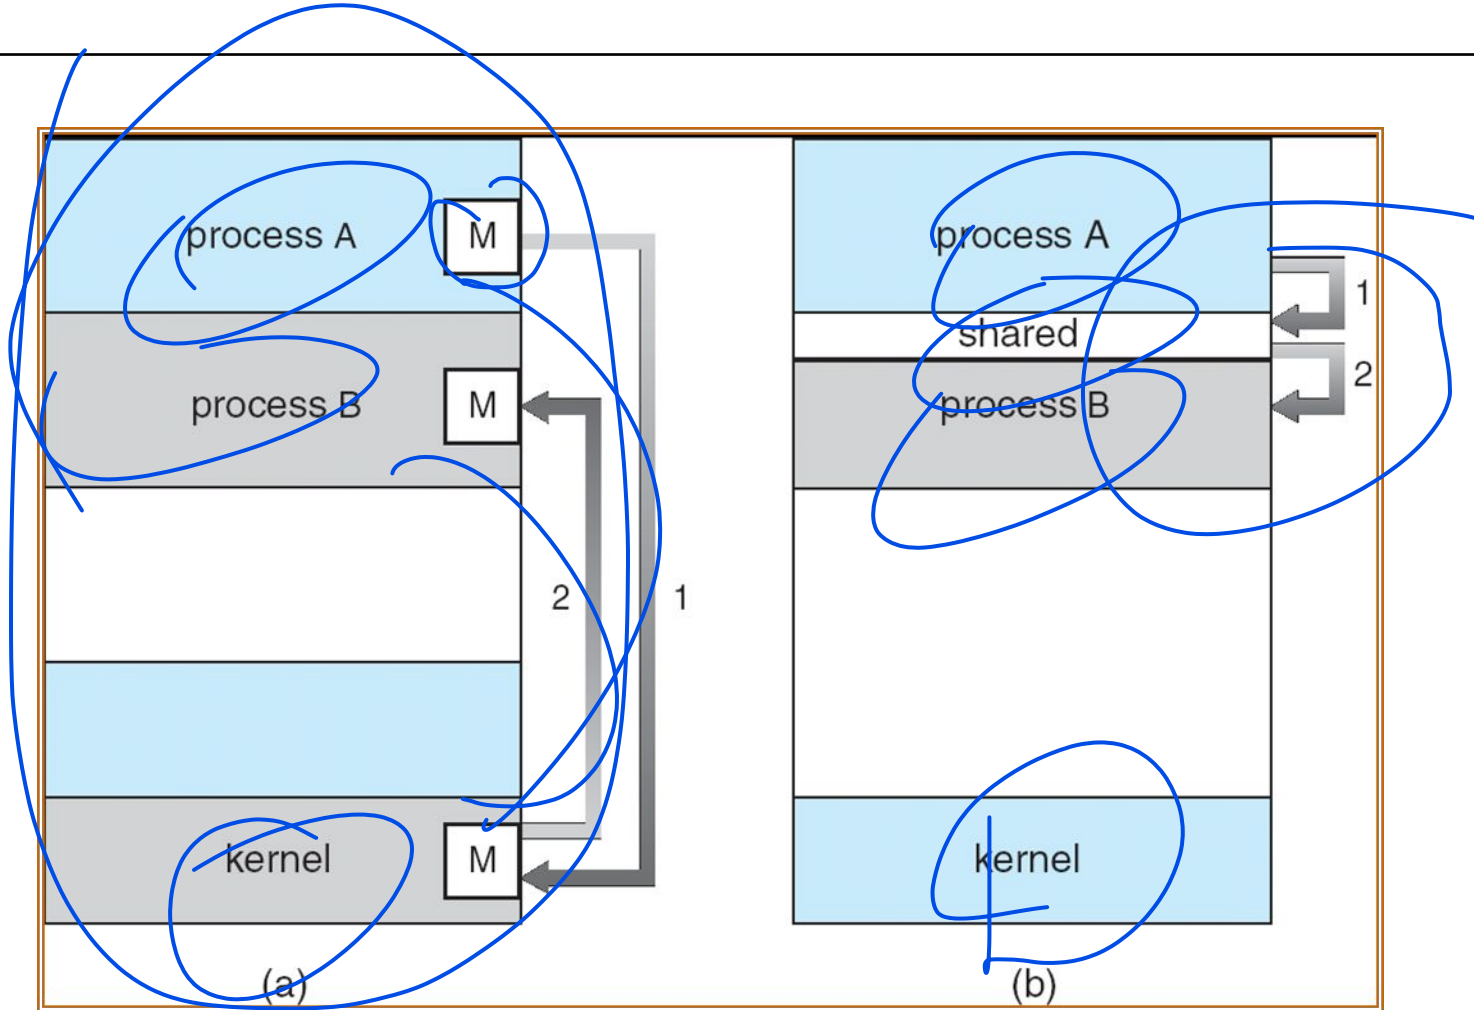 process A
M
process B
M
2
1
kernel
M
(a)
process A
1
shared
2
process B
kernel
(b)